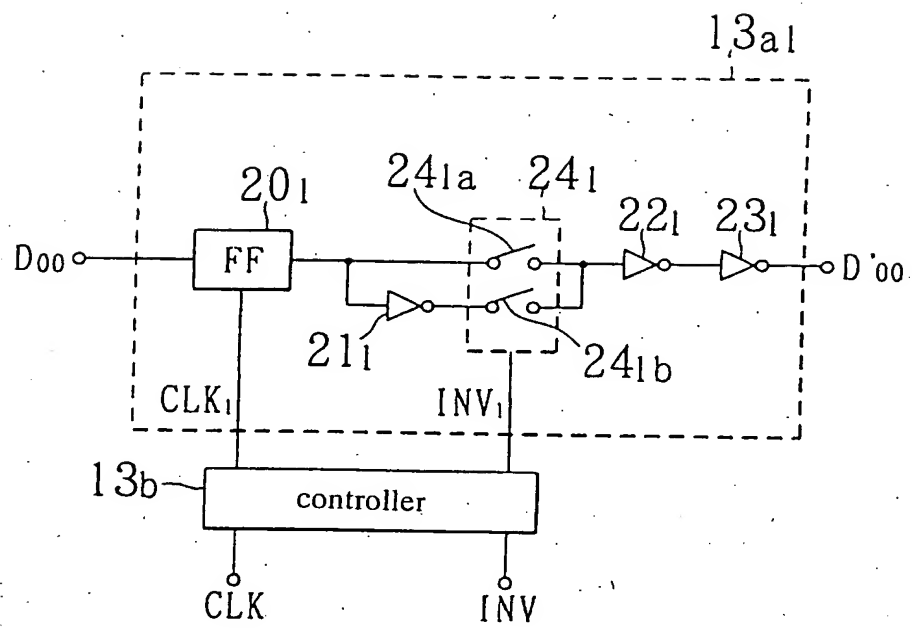 13a1
24₁a
24₁
20₁
22₁
23₁
D₀₀
FF
D'₀₀
21₁
24₁b
CLK₁
INV₁
13b
controller
CLK
INV